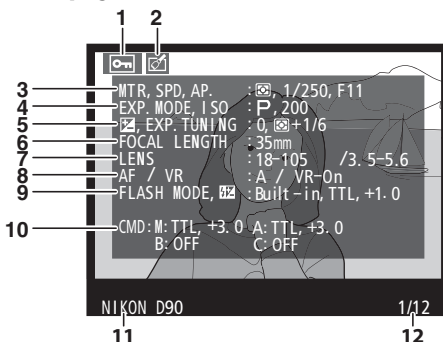 1 2
3 MTR, SPD, AP. : , 1/250, F11
4 EXP. MODE, ISO : P, 200
5 , EXP. TUNING : 0, +1/6
6 FOCAL LENGTH : 35mm
7 LENS : 18-105 /3.5-5.6
8 AF / VR : A / VR-On
9 FLASH MODE, : Built-in, TTL, +1.0
10 CMD: M: TTL, +3.0 A: TTL, +3.0
B: OFF C: OFF
NIKON D90 1/12
11 12